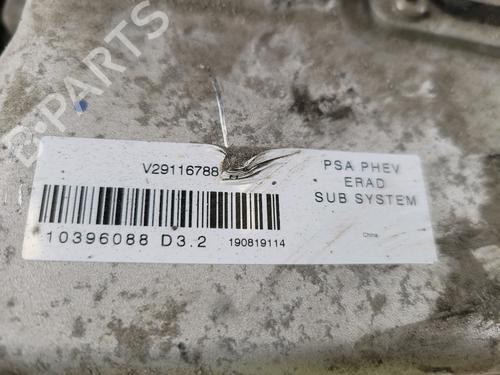 B-PARTS
V29116788
10396088 D3.2
190819114
PSA PHEV
ERAD
SUB SYSTEM
China